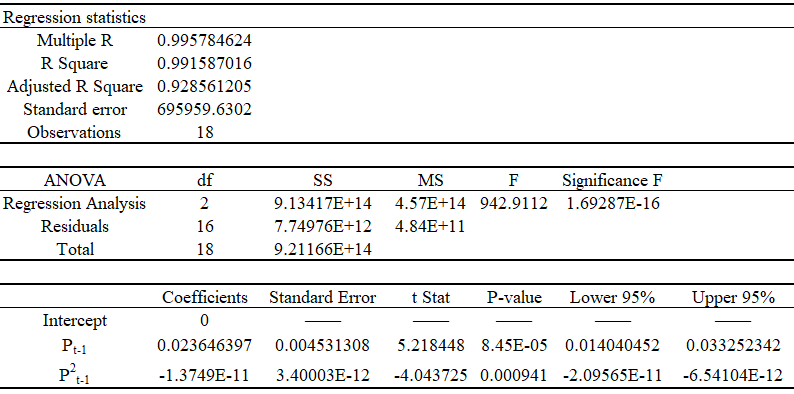 Regression statistics
Multiple R 0.995784624
R Square 0.991587016
Adjusted R Square 0.928561205
Standard error 695959.6302
Observations 18
ANOVA df SS MS F Significance F
Regression Analysis 2 9.13417E+14 4.57E+14 942.9112 1.69287E-16
Residuals 16 7.74976E+12 4.84E+11
Total 18 9.21166E+14
Coefficients Standard Error t Stat P-value Lower 95% Upper 95%
Intercept 0 —— —— —— —— ——
Pt-1 0.023646397 0.004531308 5.218448 8.45E-05 0.014040452 0.033252342
P2t-1 -1.3749E-11 3.40003E-12 -4.043725 0.000941 -2.09565E-11 -6.54104E-12